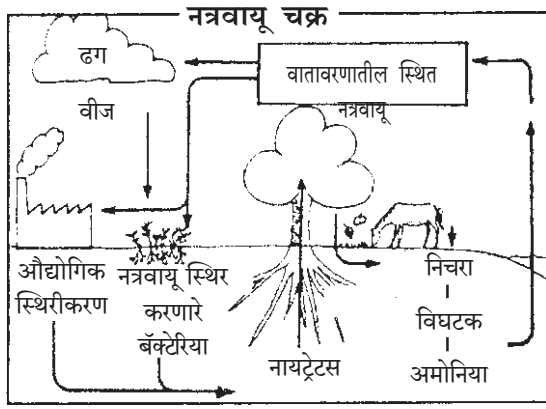 नत्रवायू चक्र
ढग
वातावरणातील स्थित
नत्रवायू
वीज
औद्योगिक
स्थिरीकरण
नत्रवायू स्थिर
करणारे
बॅक्टेरिया
नायट्रेटस
निचरा
विघटक
अमोनिया